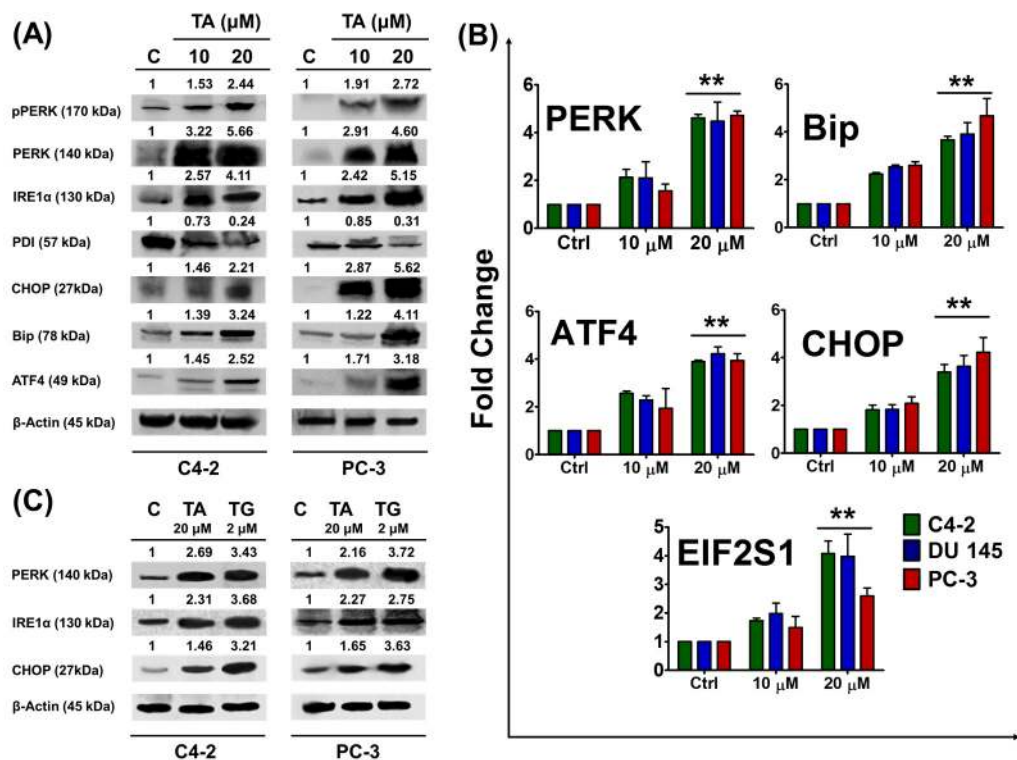 (A)
TA (µM)
TA (µM)
C 10 20
C 10 20
1 1.53 2.44
1 1.91 2.72
pPERK (170 kDa)
1 3.22 5.66
1 2.91 4.60
PERK (140 kDa)
1 2.57 4.11
1 2.42 5.15
IRE1α (130 kDa)
1 0.73 0.24
1 0.85 0.31
PDI (57 kDa)
1 1.46 2.21
1 2.87 5.62
CHOP (27kDa)
1 1.39 3.24
1 1.22 4.11
Bip (78 kDa)
1 1.45 2.52
1 1.71 3.18
ATF4 (49 kDa)
β-Actin (45 kDa)
C4-2
PC-3
(B)
Fold Change
PERK
**
6
4
2
0
Ctrl 10 µM 20 µM
Bip
**
6
4
2
0
Ctrl 10 µM 20 µM
ATF4
**
6
4
2
0
Ctrl 10 µM 20 µM
CHOP
**
6
4
2
0
Ctrl 10 µM 20 µM
EIF2S1
**
5
4
3
2
1
0
Ctrl 10 µM 20 µM
C4-2
DU 145
PC-3
(C)
C TA TG
20 µM 2 µM
C TA TG
20 µM 2 µM
1 2.69 3.43
1 2.16 3.72
PERK (140 kDa)
1 2.31 3.68
1 2.27 2.75
IRE1α (130 kDa)
1 1.46 3.21
1 1.65 3.63
CHOP (27kDa)
β-Actin (45 kDa)
C4-2
PC-3